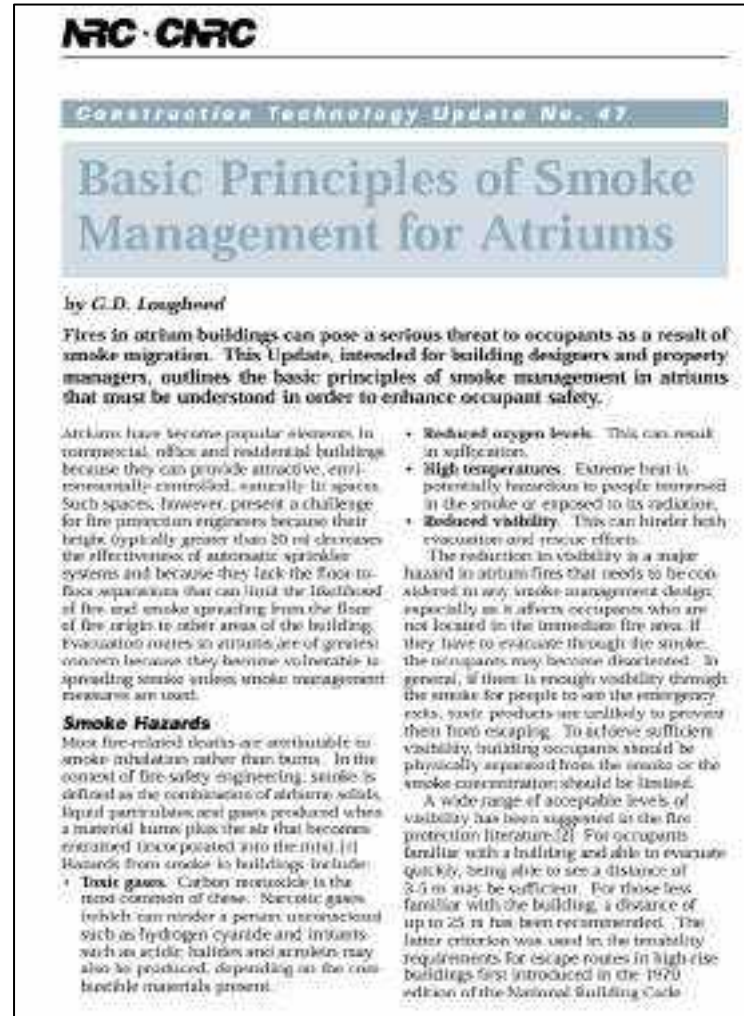 NRC · CNRC
Construction Technology Update No. 47
Basic Principles of Smoke
Management for Atriums
by G.D. Lougheed
Fires in atrium buildings can pose a serious threat to occupants as a result of
smoke migration. This Update, intended for building designers and property
managers, outlines the basic principles of smoke management in atriums
that must be understood in order to enhance occupant safety.
Atriums have become popular elements in
commercial, office and residential buildings
because they can provide attractive, envi-
ronmentally controlled, naturally lit spaces.
Such spaces, however, present a challenge
for fire protection engineers because their
height (typically greater than 20 m) decreases
the effectiveness of automatic sprinkler
systems and because they lack the floor-to-
floor separations that can limit the likelihood
of fire and smoke spreading from the floor
of fire origin to other areas of the building.
Evacuation routes in atriums are of greatest
concern because they become vulnerable to
spreading smoke unless smoke management
measures are used.
Smoke Hazards
Most fire-related deaths are attributable to
smoke inhalation rather than burns. In the
context of fire safety engineering, smoke is
defined as the combination of airborne solids,
liquid particulates and gases produced when
a material burns plus the air that becomes
entrained (incorporated into the mix).[1]
Hazards from smoke in buildings include:
• Toxic gases. Carbon monoxide is the
most common of these. Narcotic gases
(which can render a person unconscious)
such as hydrogen cyanide and irritants
such as acidic halides and acrolein may
also be produced, depending on the com-
bustible materials present.
• Reduced oxygen levels. This can result
in suffocation.
• High temperatures. Extreme heat is
potentially hazardous to people immersed
in the smoke or exposed to its radiation.
• Reduced visibility. This can hinder both
evacuation and rescue efforts.
The reduction in visibility is a major
hazard in atrium fires that needs to be con-
sidered in any smoke management design,
especially as it affects occupants who are
not located in the immediate fire area. If
they have to evacuate through the smoke,
the occupants may become disoriented. In
general, if there is enough visibility through
the smoke for people to see the emergency
exits, toxic products are unlikely to prevent
them from escaping. To achieve sufficient
visibility, building occupants should be
physically separated from the smoke or the
smoke concentration should be limited.
A wide range of acceptable levels of
visibility has been suggested in the fire
protection literature.[2] For occupants
familiar with a building and able to evacuate
quickly, being able to see a distance of
3-5 m may be sufficient. For those less
familiar with the building, a distance of
up to 25 m has been recommended. The
latter criterion was used in the tenability
requirements for escape routes in high-rise
buildings first introduced in the 1970
edition of the National Building Code